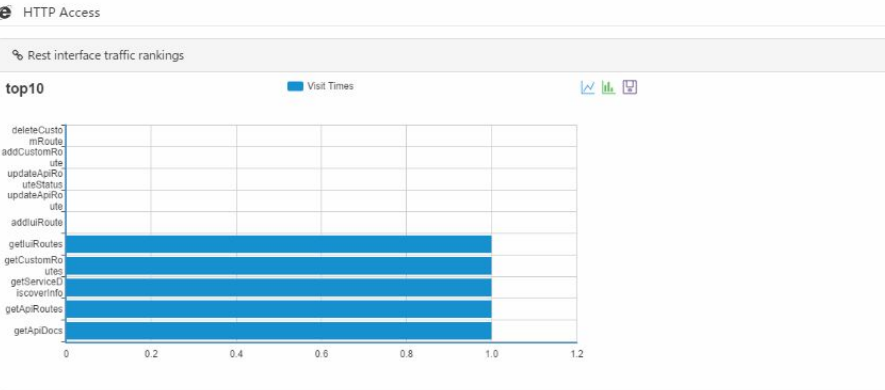 HTTP Access
Rest interface traffic rankings
top10
Visit Times
deleteCusto
mRoute
addCustomRo
ute
updateApiRo
uteStatus
updateApiRo
ute
addIuiRoute
getIuiRoutes
getCustomRo
utes
getServiceD
iscoverInfo
getApiRoutes
getApiDocs
0 0.2 0.4 0.6 0.8 1.0 1.2